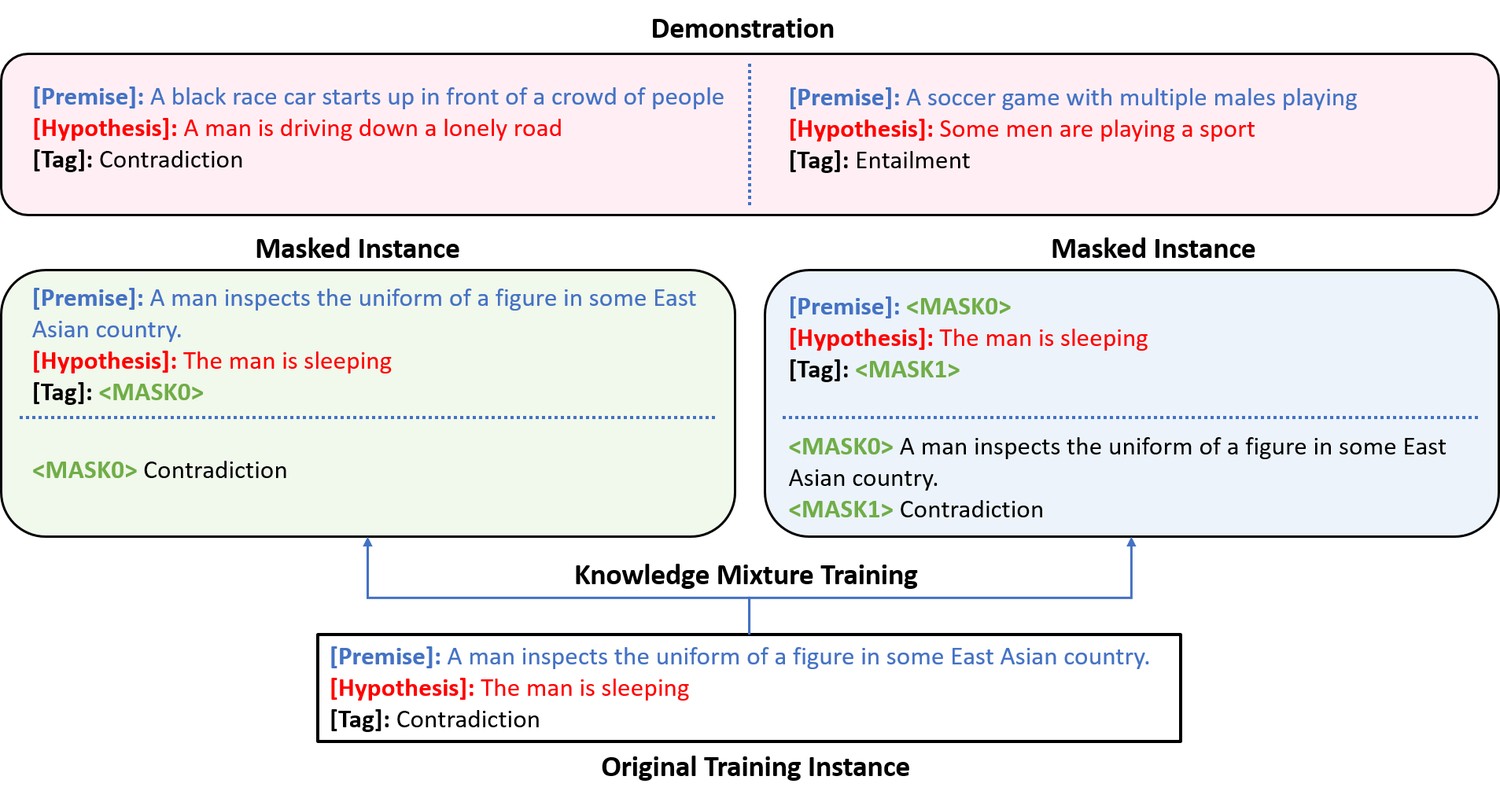 Demonstration
[Premise]: A black race car starts up in front of a crowd of people
[Hypothesis]: A man is driving down a lonely road
[Tag]: Contradiction
[Premise]: A soccer game with multiple males playing
[Hypothesis]: Some men are playing a sport
[Tag]: Entailment
Masked Instance
[Premise]: A man inspects the uniform of a figure in some East
Asian country.
[Hypothesis]: The man is sleeping
[Tag]: <MASK0>
<MASK0> Contradiction
Masked Instance
[Premise]: <MASK0>
[Hypothesis]: The man is sleeping
[Tag]: <MASK1>
<MASK0> A man inspects the uniform of a figure in some East
Asian country.
<MASK1> Contradiction
Knowledge Mixture Training
[Premise]: A man inspects the uniform of a figure in some East Asian country.
[Hypothesis]: The man is sleeping
[Tag]: Contradiction
Original Training Instance